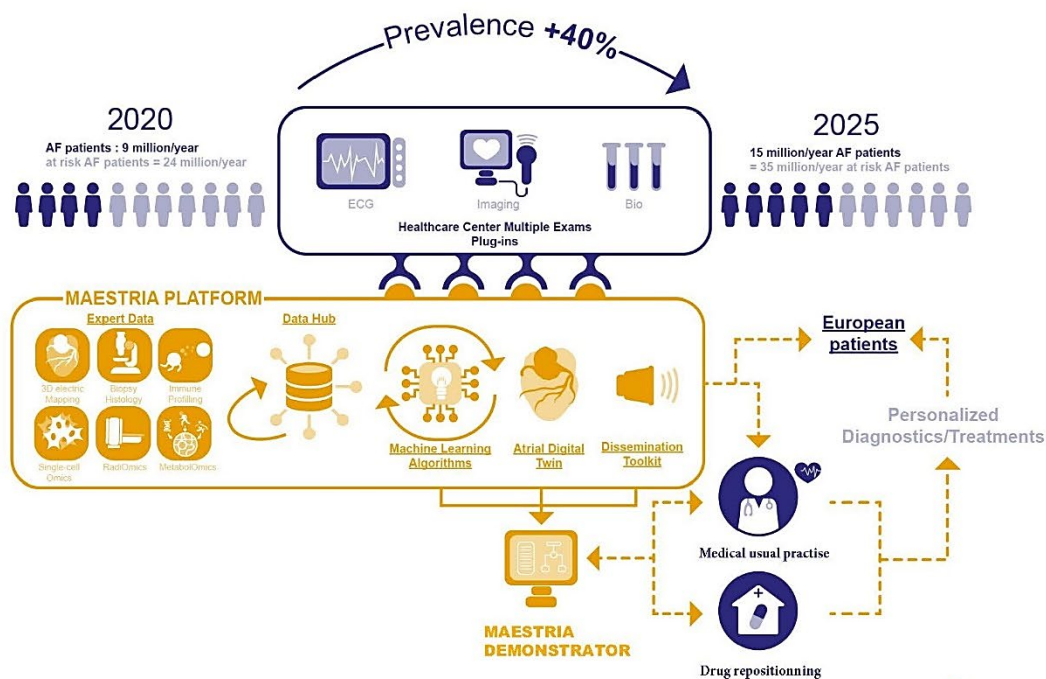 Prevalence +40%
2020
AF patients : 9 million/year
at risk AF patients = 24 million/year
2025
15 million/year AF patients
= 35 million/year at risk AF patients
ECG
Imaging
Bio
Healthcare Center Multiple Exams
Plug-ins
MAESTRIA PLATFORM
Expert Data
3D electric
Mapping
Biopsy
Histology
Immune
Profilling
Single-cell
Omics
RadiOmics
MetabolOmics
Data Hub
Machine Learning
Algorithms
Atrial Digital
Twin
Dissemination
Toolkit
European
patients
Personalized
Diagnostics/Treatments
Medical usual practise
MAESTRIA
DEMONSTRATOR
Drug repositionning